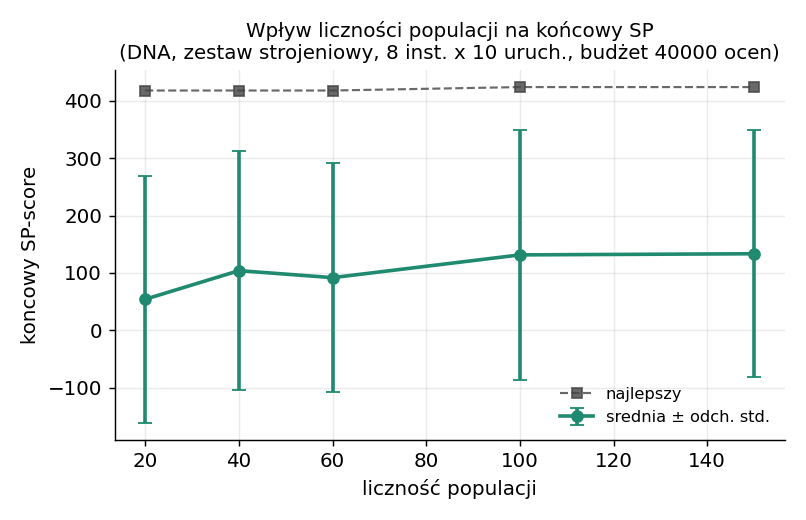 Wpływ liczności populacji na końcowy SP
(DNA, zestaw strojeniowy, 8 inst. x 10 uruch., budżet 40000 ocen)
koncowy SP-score
400
300
200
100
0
−100
najlepszy
srednia ± odch. std.
20
40
60
80
100
120
140
liczność populacji